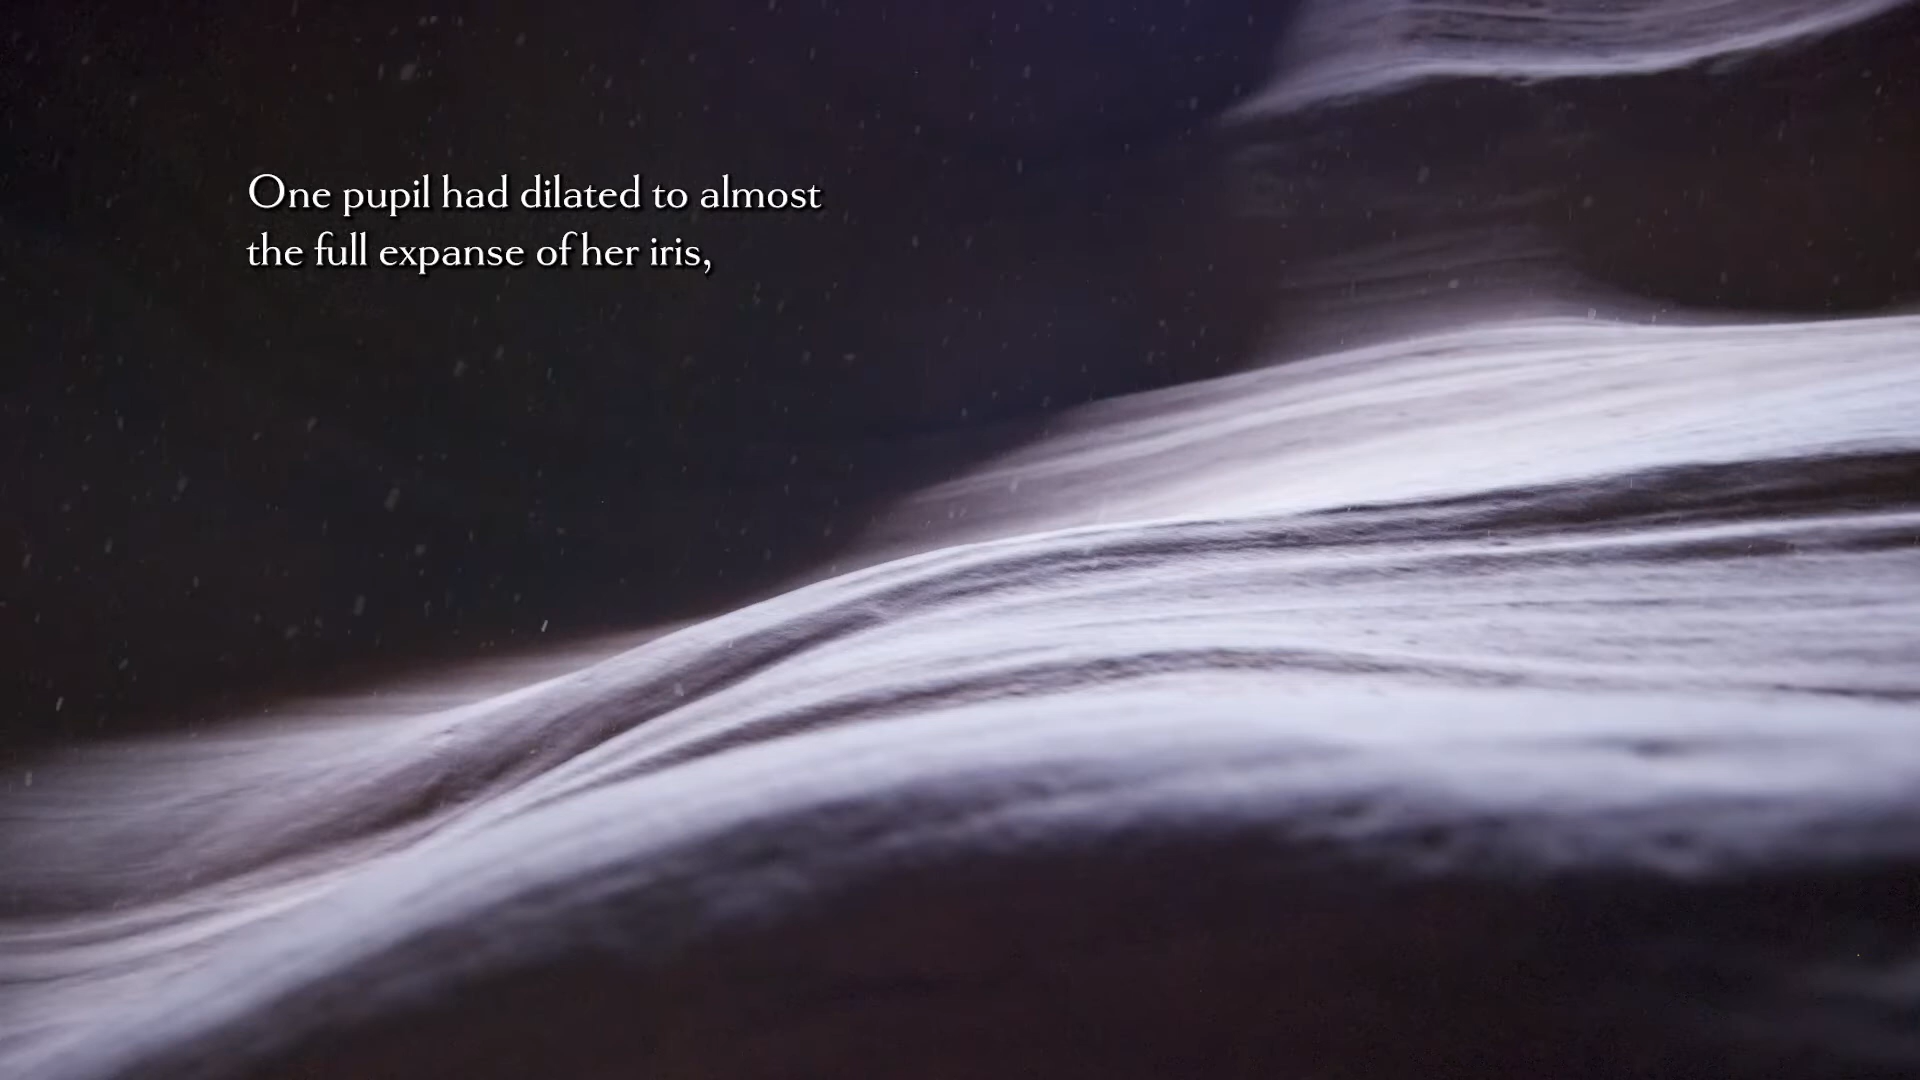 One pupil had dilated to almost
the full expanse of her iris,